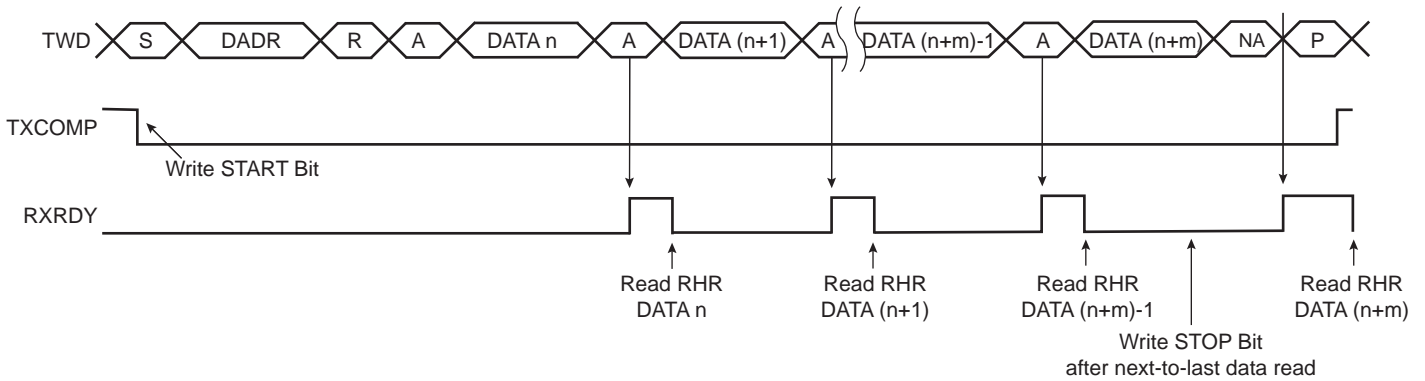 TWD S DADR R A DATA n A DATA (n+1) A DATA (n+m)-1 A DATA (n+m) NA P
TXCOMP
Write START Bit
RXRDY
Read RHR Read RHR Read RHR Read RHR
DATA n DATA (n+1) DATA (n+m)-1 DATA (n+m)
Write STOP Bit
after next-to-last data read